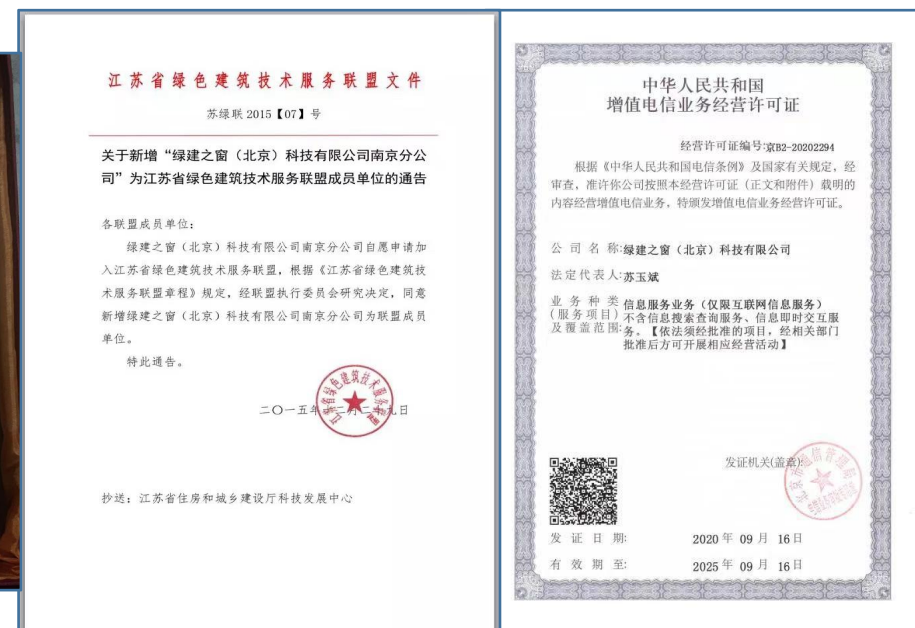 江苏省绿色建筑技术服务联盟文件
苏绿联 2015【07】号
关于新增“绿建之窗（北京）科技有限公司南京分公
司”为江苏省绿色建筑技术服务联盟成员单位的通告
各联盟成员单位：
绿建之窗（北京）科技有限公司南京分公司自愿申请加
入江苏省绿色建筑技术服务联盟，根据《江苏省绿色建筑技
术服务联盟章程》规定，经联盟执行委员会研究决定，同意
新增绿建之窗（北京）科技有限公司南京分公司为联盟成员
单位。
特此通告。
二〇一五年十二月二十九日
抄送：江苏省住房和城乡建设厅科技发展中心
中华人民共和国
增值电信业务经营许可证
经营许可证编号:京B2-20202294
根据《中华人民共和国电信条例》及国家有关规定，经
审查，准许你公司按照本经营许可证（正文和附件）载明的
内容经营增值电信业务，特颁发增值电信业务经营许可证。
公司名称:绿建之窗（北京）科技有限公司
法定代表人:苏玉斌
业务种类(服务项目)及覆盖范围:
信息服务业务（仅限互联网信息服务）
不含信息搜索查询服务、信息即时交互服
务。【依法须经批准的项目，经相关部门
批准后方可开展相应经营活动】
发证机关(盖章):
发证日期: 2020 年 09 月 16日
有效期至: 2025 年 09 月 16日